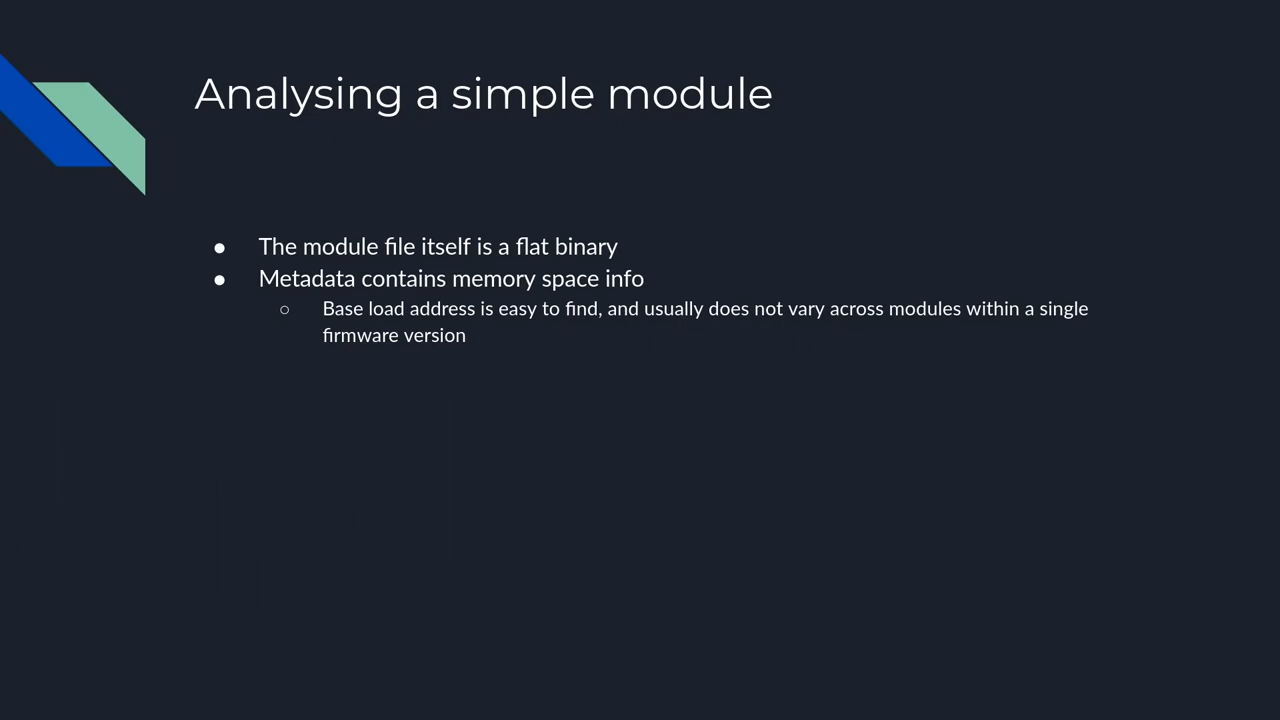 Analysing a simple module
● The module file itself is a flat binary
● Metadata contains memory space info
○ Base load address is easy to find, and usually does not vary across modules within a single
firmware version